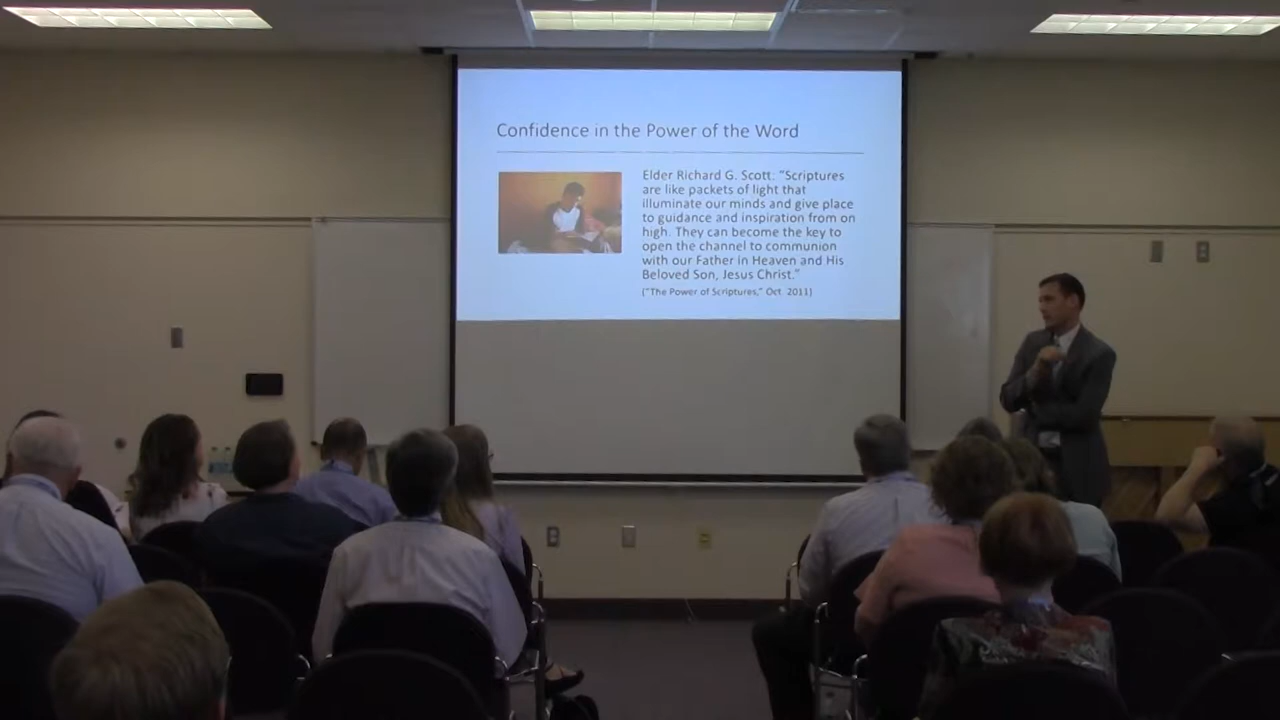 Confidence in the Power of the Word
Elder Richard G. Scott: "Scriptures
are like packets of light that
illuminate our minds and give place
to guidance and inspiration from on
high. They can become the key to
open the channel to communion
with our Father in Heaven and His
Beloved Son, Jesus Christ."
("The Power of Scriptures," Oct. 2011)